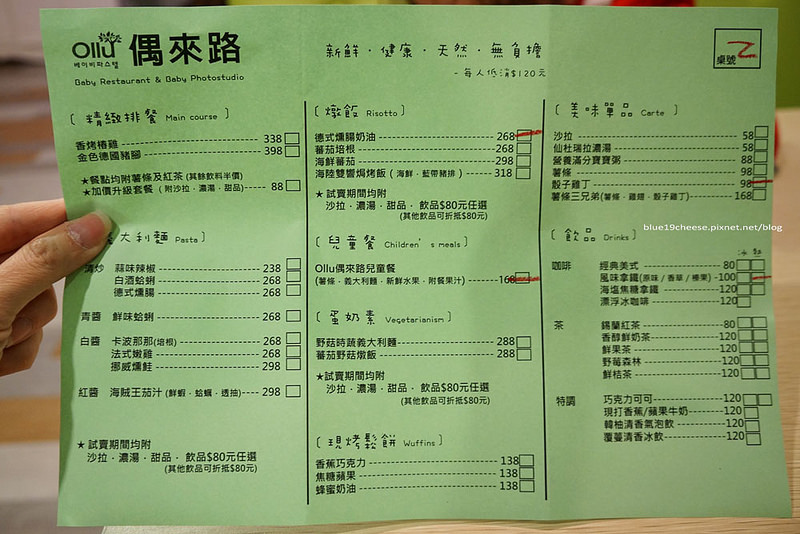 Ollu 偶來路
베이비파스텔
Baby Restaurant & Baby Photostudio
新鮮．健康．天然．無負擔
- 每人低消$120元
桌號 2
〔 精緻排餐 Main course 〕
香烤椿雞 338
金色德國豬腳 398
★餐點均附薯條及紅茶 (其餘飲料半價)
★加價升級套餐 ( 附沙拉．濃湯．甜品) 88
大利麵 Pasta 〕
清炒 蒜味辣椒 238
白酒蛤蜊 268
德式燻腸 268
青醬 鮮味蛤蜊 268
白醬 卡波那那(培根) 268
法式嫩雞 268
挪威燻鮭 298
紅醬 海賊王茄汁 (鮮蝦．蛤蠣．透抽) 298
★ 試賣期間均附
沙拉．濃湯．甜品． 飲品$80元任選
(其他飲品可折抵$80元)
〔 燉飯 Risotto 〕
德式燻腸奶油 268
蕃茄培根 268
海鮮蕃茄 298
海陸雙響焗烤飯 ( 海鮮．藍帶豬排 ) 318
★ 試賣期間均附
沙拉．濃湯．甜品． 飲品$80元任選
(其他飲品可折抵$80元)
〔 兒童餐 Children's meals 〕
Ollu偶來路兒童餐
(薯條．義大利麵．新鮮水果．附餐果汁) 168
〔 蛋奶素 Vegetarianism 〕
野菇時蔬義大利麵 288
蕃茄野菇燉飯 288
★試賣期間均附
沙拉．濃湯．甜品． 飲品$80元任選
(其他飲品可折抵$80元)
〔 現烤鬆餅 Wuffins 〕
香蕉巧克力 138
焦糖蘋果 138
蜂蜜奶油 138
〔 美味單品 Carte 〕
沙拉 58
仙杜瑞拉濃湯 58
營養滿分寶寶粥 88
薯條 98
骰子雞丁 98
薯條三兄弟(薯條．雞翅．骰子雞丁) 168
blue19cheese.pixnet.net/blog
〔 飲品 Drinks 〕
冰 熱
咖啡 經典美式 80
風味拿鐵(原味 / 香草 / 榛果) 100
海塩焦糖拿鐵 120
漂浮冰咖啡 120
茶 錫蘭紅茶 80
香醇鮮奶茶 120
鮮果茶 120
野莓森林 120
鮮桔茶 120
特調 巧克力可可 120
現打香蕉/蘋果牛奶 120
韓柚清香氣泡飲 120
覆蔓清香冰飲 120